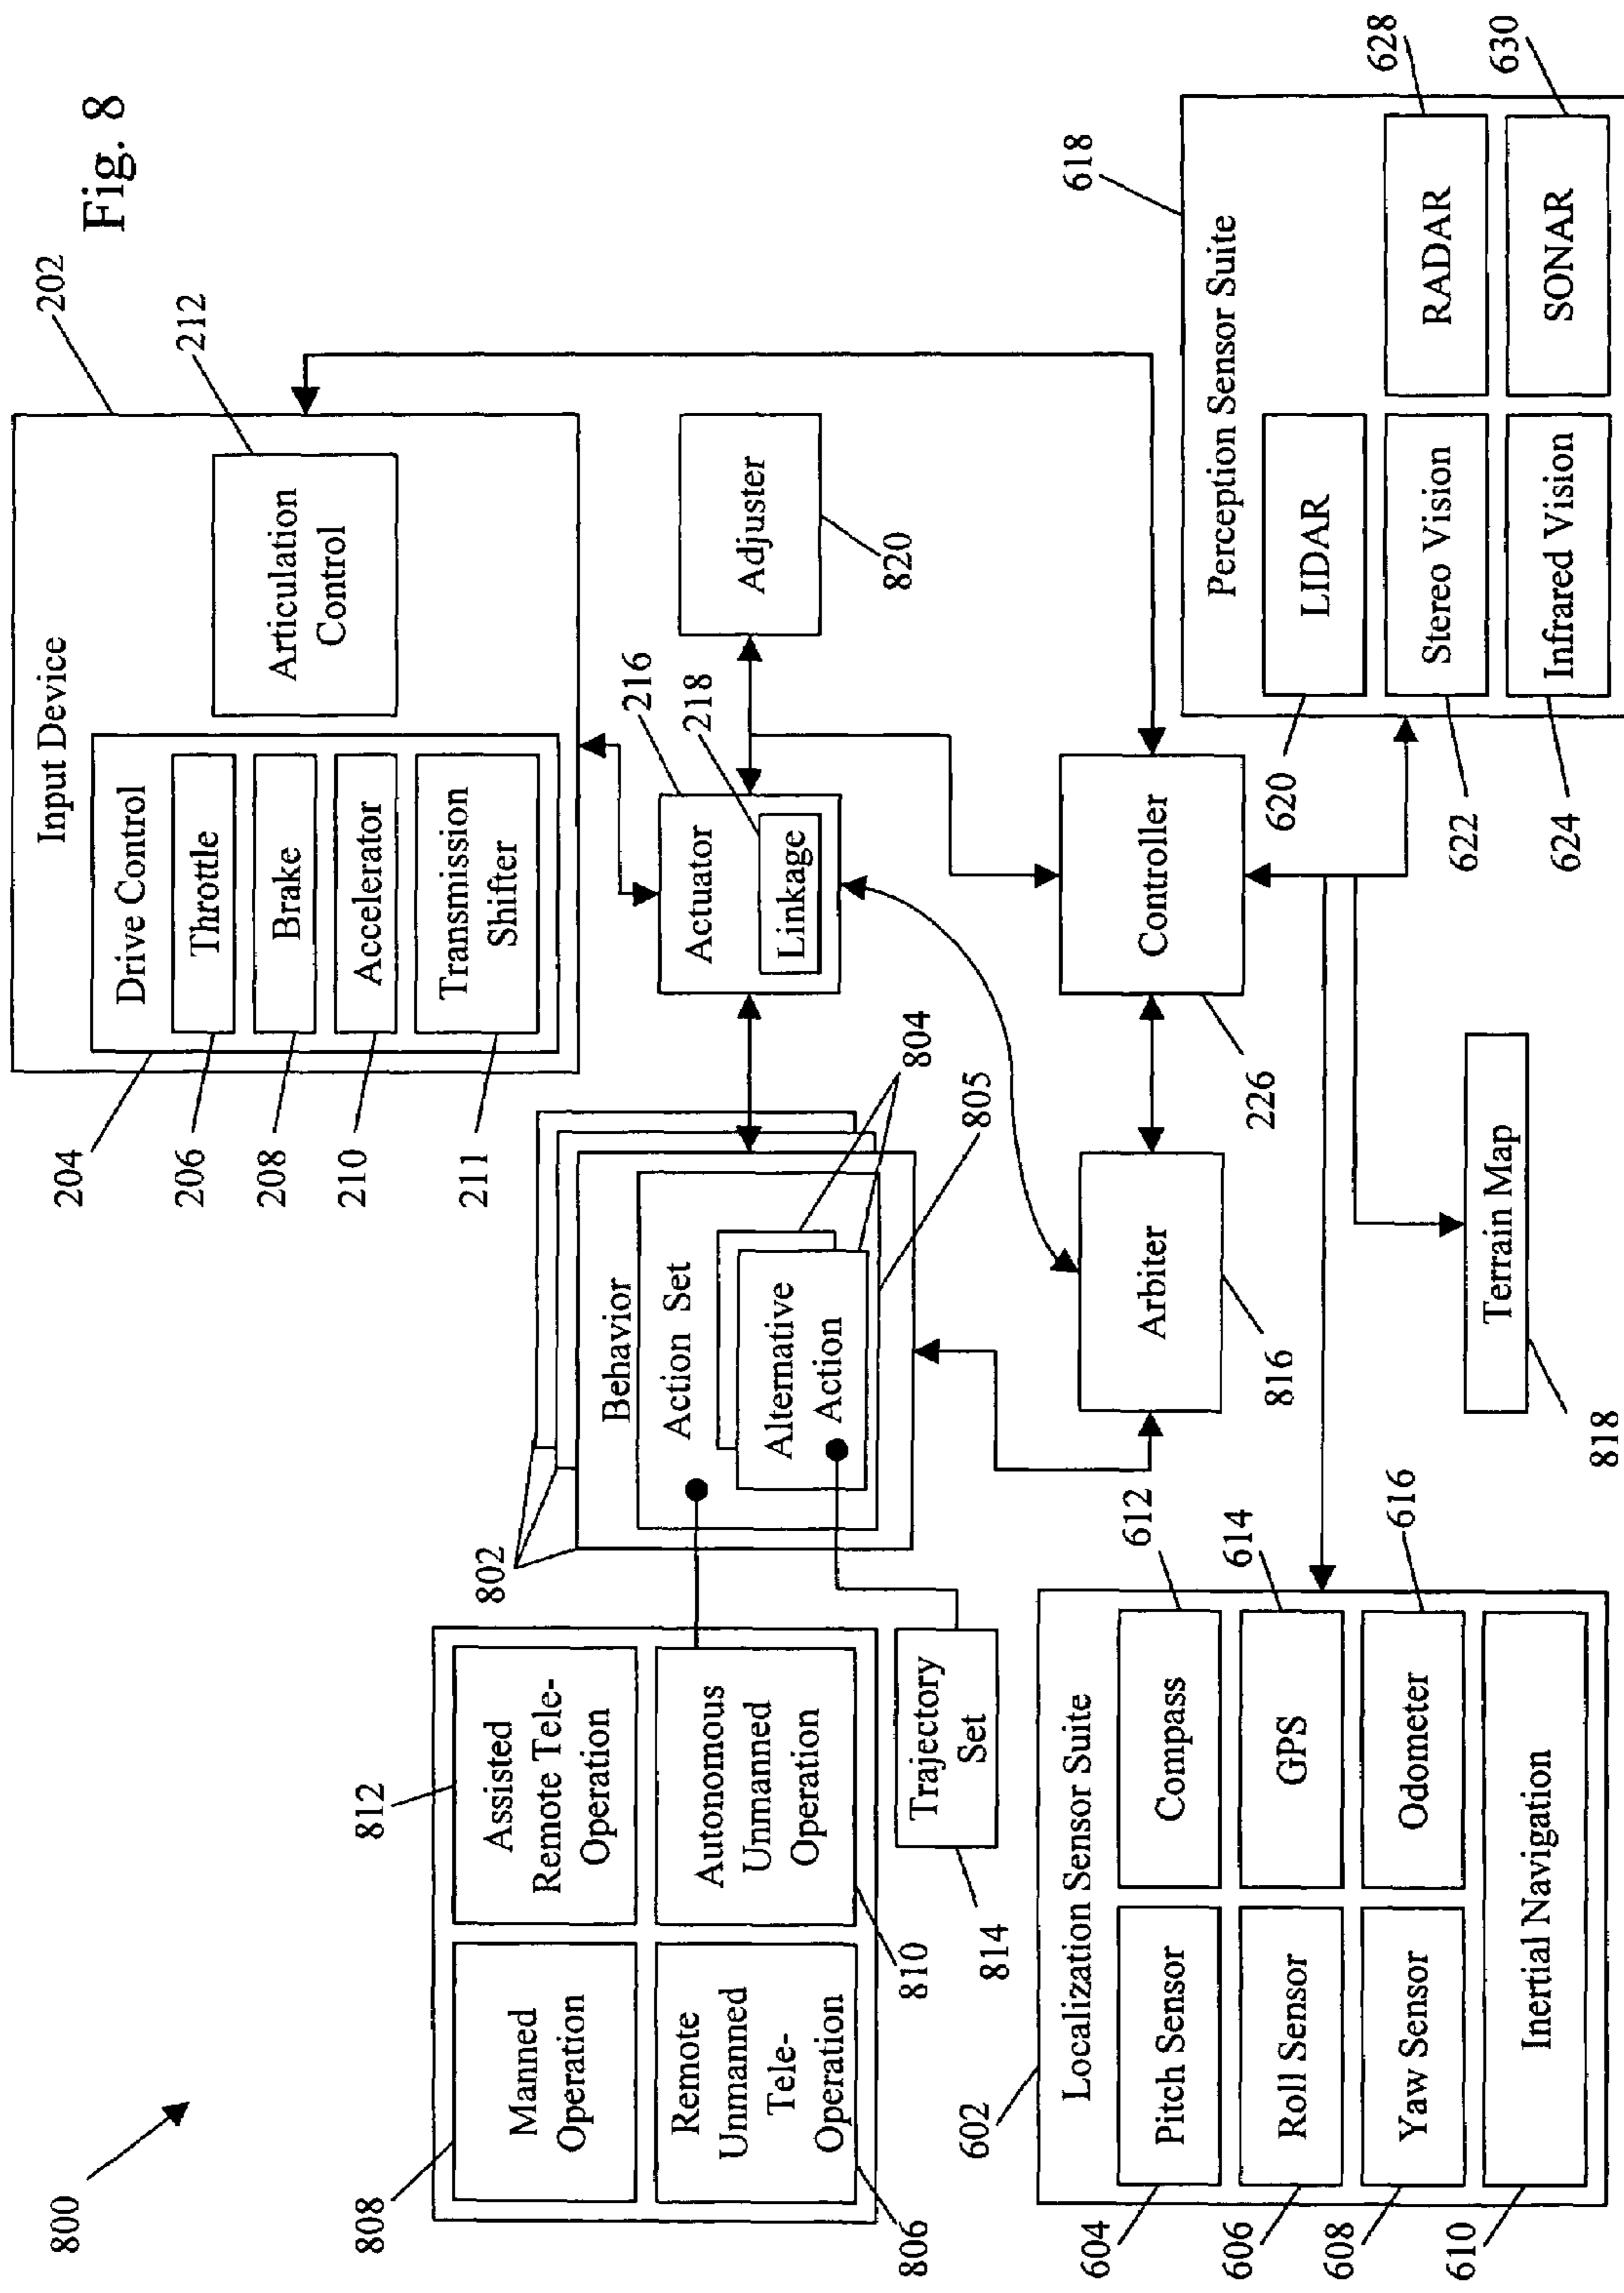 Fig. 8
800
202
Input Device
204
Drive Control
206
Throttle
208
Brake
210
Accelerator
211
Transmission
Shifter
212
Articulation
Control
808
Manned
Operation
812
Assisted
Remote Tele-
Operation
806
Remote
Unmanned
Tele-
Operation
810
Autonomous
Unmanned
Operation
802
Behavior
Action Set
Alternative
Action
804
805
216
Actuator
218
Linkage
Adjuster
820
814
Trajectory
Set
Arbiter
816
Controller
226
602
Localization Sensor Suite
604
Pitch Sensor
Compass
612
606
Roll Sensor
GPS
614
608
Yaw Sensor
Odometer
616
610
Inertial Navigation
Terrain Map
818
618
Perception Sensor Suite
620
LIDAR
622
Stereo Vision
RADAR
628
624
Infrared Vision
SONAR
630